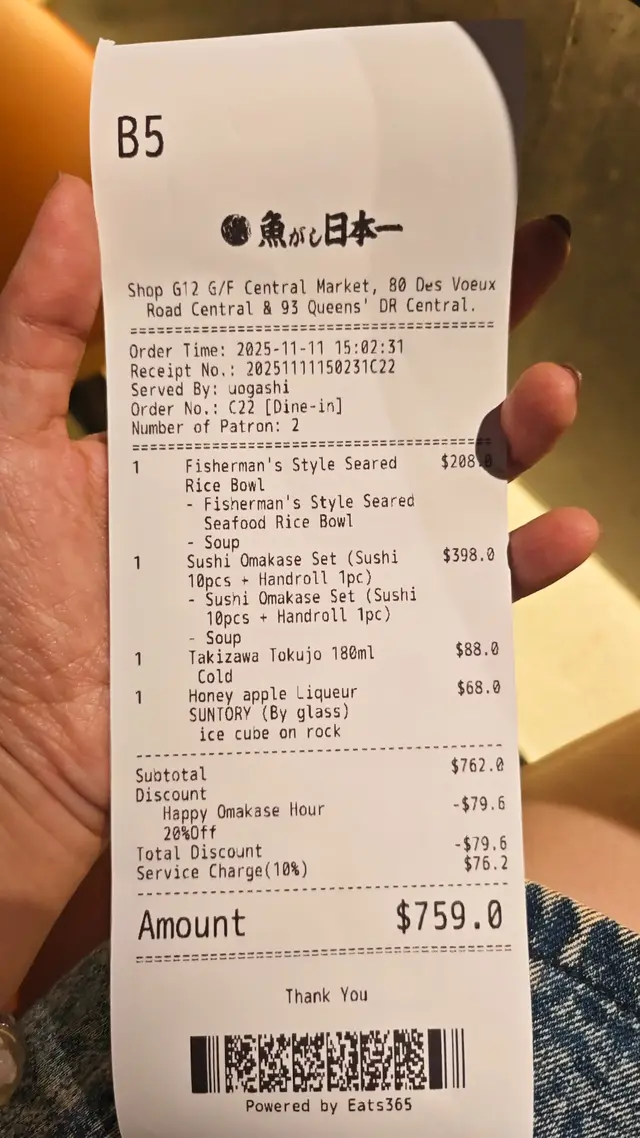 B5
魚がし日本一
Shop G12 G/F Central Market, 80 Des Voeux
Road Central & 93 Queens' DR Central.
Order Time: 2025-11-11 15:02:31
Receipt No.: 20251111150231C22
Served By: uogashi
Order No.: C22 [Dine-in]
Number of Patron: 2
1 Fisherman's Style Seared $208.0
Rice Bowl
- Fisherman's Style Seared
Seafood Rice Bowl
- Soup
1 Sushi Omakase Set (Sushi $398.0
10pcs + Handroll 1pc)
- Sushi Omakase Set (Sushi
10pcs + Handroll 1pc)
- Soup
1 Takizawa Tokujo 180ml $88.0
Cold
1 Honey apple Liqueur $68.0
SUNTORY (By glass)
ice cube on rock
Subtotal $762.0
Discount
Happy Omakase Hour -$79.6
20%Off
Total Discount -$79.6
Service Charge(10%) $76.2
Amount $759.0
Thank You
Powered by Eats365